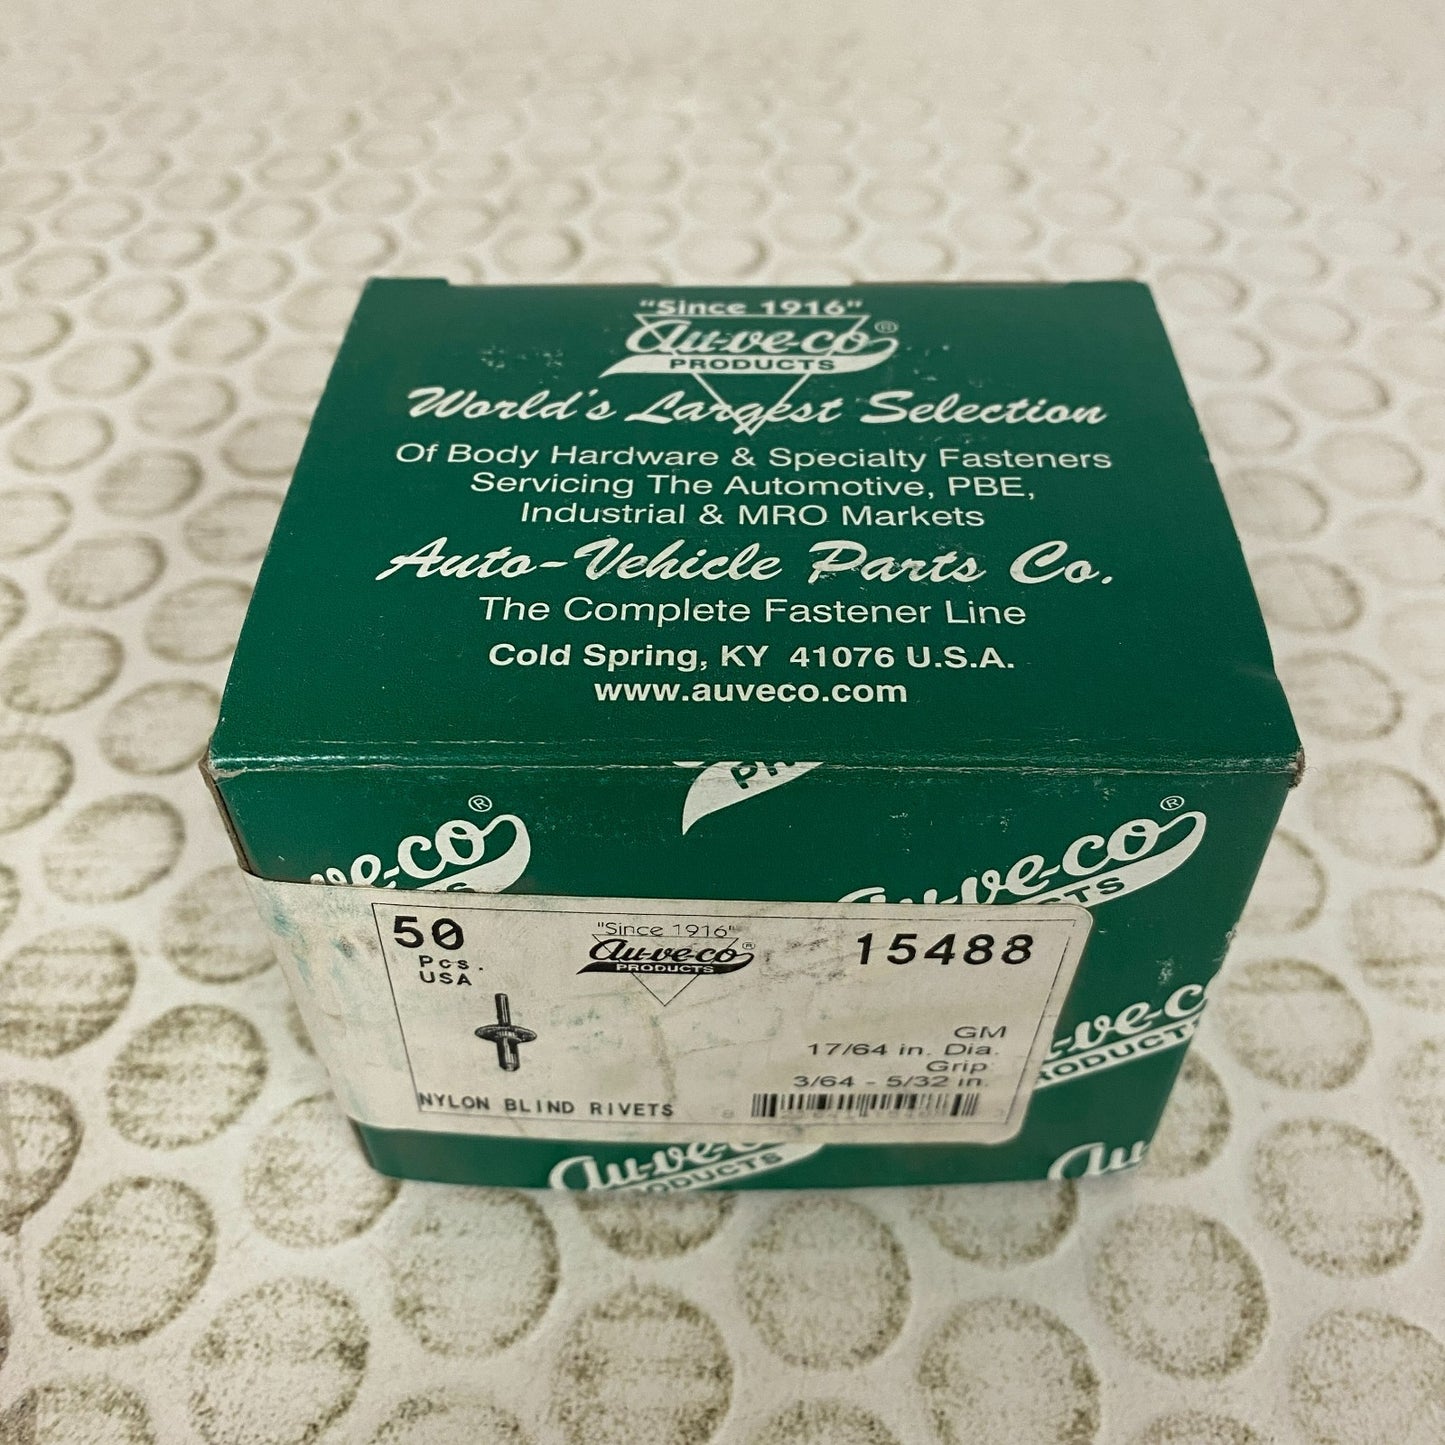 "Since 1916"
Au-ve-co®
PRODUCTS
World's Largest Selection
Of Body Hardware & Specialty Fasteners
Servicing The Automotive, PBE,
Industrial & MRO Markets
Auto-Vehicle Parts Co.
The Complete Fastener Line
Cold Spring, KY 41076 U.S.A.
www.auveco.com
50
Pcs.
USA
"Since 1916"
Au-ve-co®
PRODUCTS
15488
GM
17/64 in. Dia.
Grip
3/64 - 5/32 in.
NYLON BLIND RIVETS
ve-co®
Au-ve-co®
TS
-ve-c
RODUCT
Au-ve-c
PRODUCTS
Au